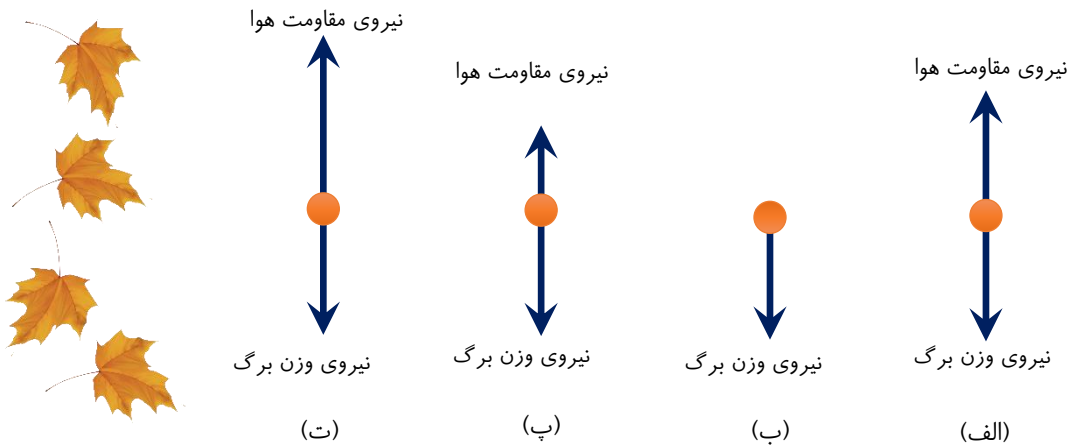 نیروی مقاومت هوا
نیروی وزن برگ
(الف)
نیروی وزن برگ
(ب)
نیروی مقاومت هوا
نیروی وزن برگ
(پ)
نیروی مقاومت هوا
نیروی وزن برگ
(ت)